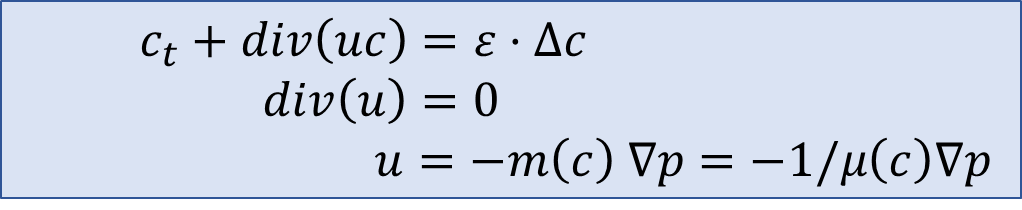 c_t + div(uc) = ε · Δc
div(u) = 0
u = −m(c) ∇p = −1/μ(c)∇p